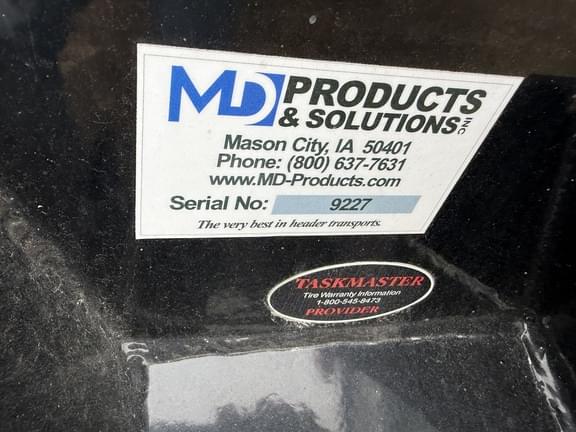 MD PRODUCTS
& SOLUTIONS INC
Mason City, IA 50401
Phone: (800) 637-7631
www.MD-Products.com
Serial No: 9227
The very best in header transports.
TASKMASTER
Tire Warranty Information
1-800-545-8473
PROVIDER